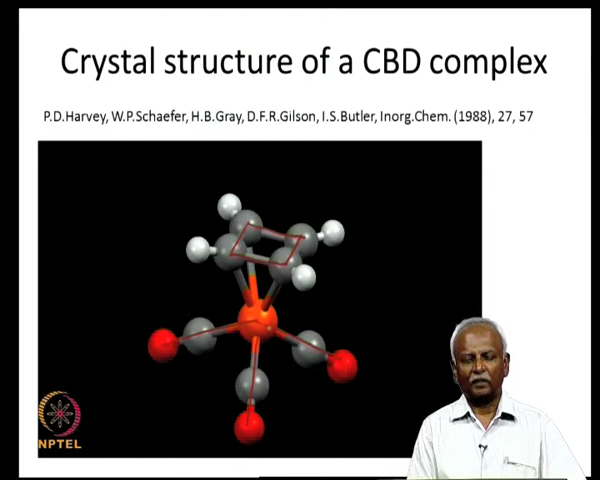 Crystal structure of a CBD complex
P.D.Harvey, W.P.Schaefer, H.B.Gray, D.F.R.Gilson, I.S.Butler, Inorg.Chem. (1988), 27, 57
NPTEL